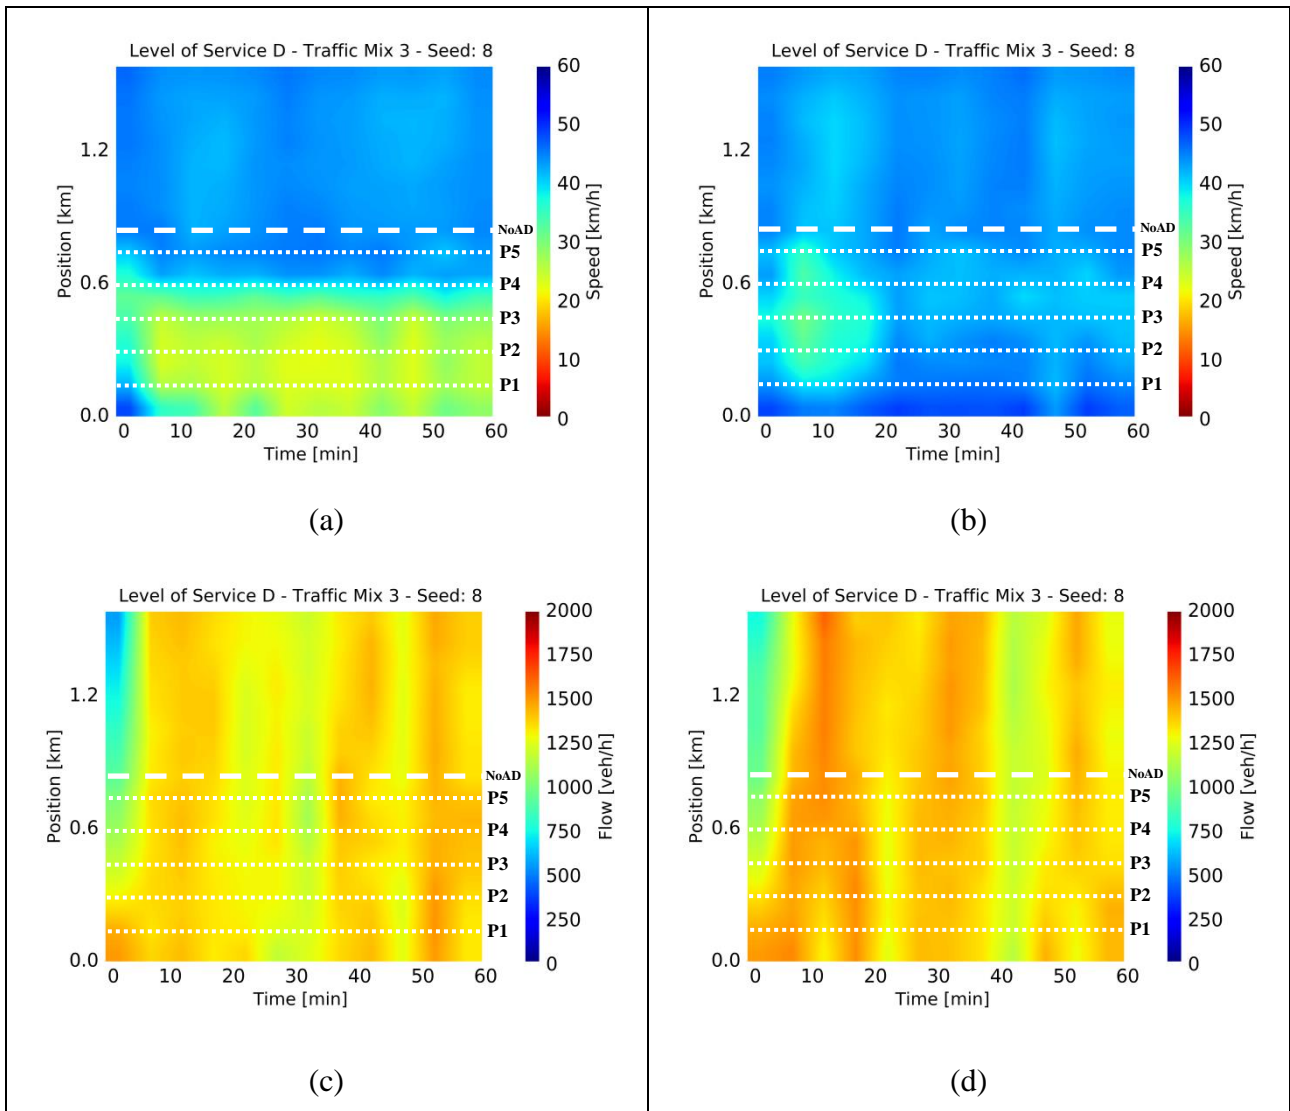 Level of Service D - Traffic Mix 3 - Seed: 8
60
50
40
30
20
10
0
Speed [km/h]
1.2
0.6
0.0
Position [km]
NoAD
P5
P4
P3
P2
P1
0 10 20 30 40 50 60
Time [min]
(a)
Level of Service D - Traffic Mix 3 - Seed: 8
60
50
40
30
20
10
0
Speed [km/h]
1.2
0.6
0.0
Position [km]
NoAD
P5
P4
P3
P2
P1
0 10 20 30 40 50 60
Time [min]
(b)
Level of Service D - Traffic Mix 3 - Seed: 8
2000
1750
1500
1250
1000
750
500
250
0
Flow [veh/h]
1.2
0.6
0.0
Position [km]
NoAD
P5
P4
P3
P2
P1
0 10 20 30 40 50 60
Time [min]
(c)
Level of Service D - Traffic Mix 3 - Seed: 8
2000
1750
1500
1250
1000
750
500
250
0
Flow [veh/h]
1.2
0.6
0.0
Position [km]
NoAD
P5
P4
P3
P2
P1
0 10 20 30 40 50 60
Time [min]
(d)